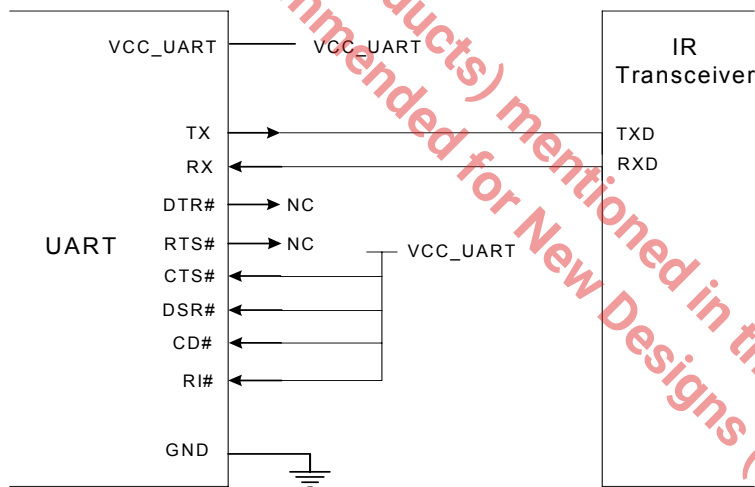 VCC_UART
VCC_UART
IR
Transceiver
TX
TXD
RX
RXD
DTR#
NC
UART
RTS#
NC
VCC_UART
CTS#
DSR#
CD#
RI#
GND
ducts) mentioned in th
mmended for New Designs (